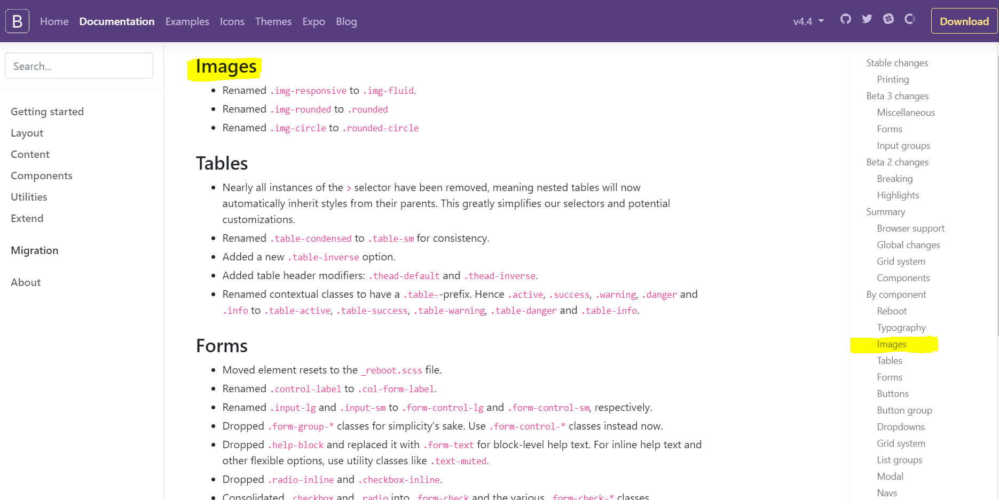 B Home Documentation Examples Icons Themes Expo Blog v4.4 Download
Search...
Getting started
Layout
Content
Components
Utilities
Extend
Migration
About
Images
Renamed .img-responsive to .img-fluid.
Renamed .img-rounded to .rounded
Renamed .img-circle to .rounded-circle
Tables
Nearly all instances of the > selector have been removed, meaning nested tables will now
automatically inherit styles from their parents. This greatly simplifies our selectors and potential
customizations.
Renamed .table-condensed to .table-sm for consistency.
Added a new .table-inverse option.
Added table header modifiers: .thead-default and .thead-inverse.
Renamed contextual classes to have a .table--prefix. Hence .active, .success, .warning, .danger and
.info to .table-active, .table-success, .table-warning, .table-danger and .table-info.
Forms
Moved element resets to the _reboot.scss file.
Renamed .control-label to .col-form-label.
Renamed .input-lg and .input-sm to .form-control-lg and .form-control-sm, respectively.
Dropped .form-group-* classes for simplicity’s sake. Use .form-control-* classes instead now.
Dropped .help-block and replaced it with .form-text for block-level help text. For inline help text and
other flexible options, use utility classes like .text-muted.
Dropped .radio-inline and .checkbox-inline.
Consolidated .checkbox and .radio into .form-check and the various .form-check-* classes.
Stable changes
Printing
Beta 3 changes
Miscellaneous
Forms
Input groups
Beta 2 changes
Breaking
Highlights
Summary
Browser support
Global changes
Grid system
Components
By component
Reboot
Typography
Images
Tables
Forms
Buttons
Button group
Dropdowns
Grid system
List groups
Modal
Navs